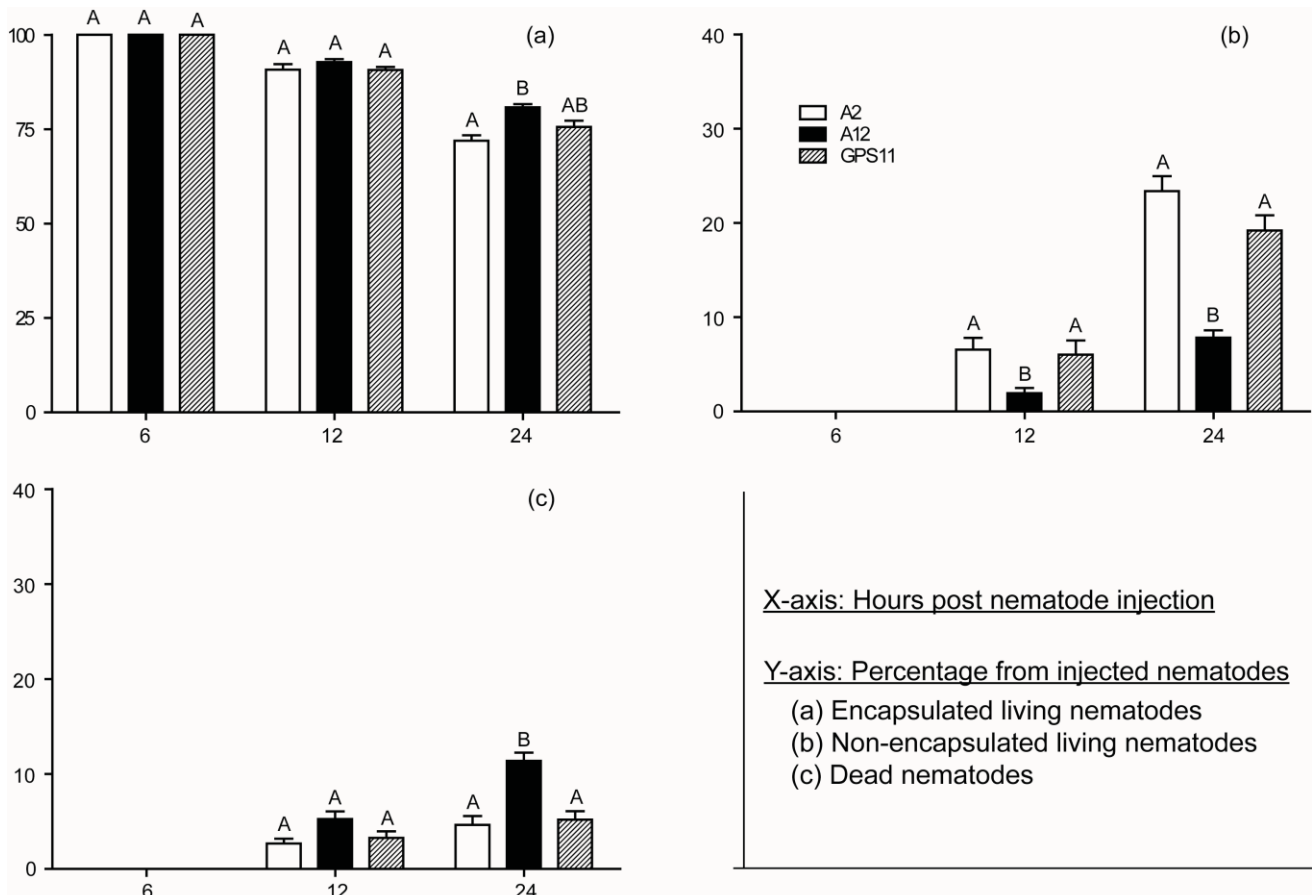 A A A
100
(a)
A A A
A B AB
75
50
25
0
6 12 24
40
(b)
A2
A12
GPS11
30
20
10
0
A B A
A B A
6 12 24
40
(c)
30
20
10
0
A A A
A B A
6 12 24
X-axis: Hours post nematode injection
Y-axis: Percentage from injected nematodes
(a) Encapsulated living nematodes
(b) Non-encapsulated living nematodes
(c) Dead nematodes